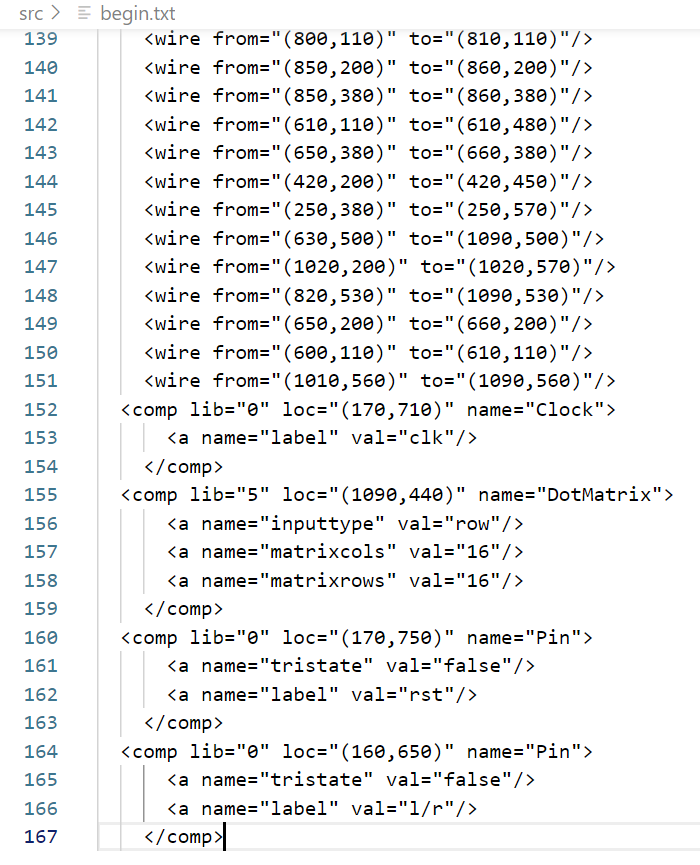 src > begin.txt
139 <wire from="(800,110)" to="(810,110)"/>
140 <wire from="(850,200)" to="(860,200)"/>
141 <wire from="(850,380)" to="(860,380)"/>
142 <wire from="(610,110)" to="(610,480)"/>
143 <wire from="(650,380)" to="(660,380)"/>
144 <wire from="(420,200)" to="(420,450)"/>
145 <wire from="(250,380)" to="(250,570)"/>
146 <wire from="(630,500)" to="(1090,500)"/>
147 <wire from="(1020,200)" to="(1020,570)"/>
148 <wire from="(820,530)" to="(1090,530)"/>
149 <wire from="(650,200)" to="(660,200)"/>
150 <wire from="(600,110)" to="(610,110)"/>
151 <wire from="(1010,560)" to="(1090,560)"/>
152 <comp lib="0" loc="(170,710)" name="Clock">
153 <a name="label" val="clk"/>
154 </comp>
155 <comp lib="5" loc="(1090,440)" name="DotMatrix">
156 <a name="inputtype" val="row"/>
157 <a name="matrixcols" val="16"/>
158 <a name="matrixrows" val="16"/>
159 </comp>
160 <comp lib="0" loc="(170,750)" name="Pin">
161 <a name="tristate" val="false"/>
162 <a name="label" val="rst"/>
163 </comp>
164 <comp lib="0" loc="(160,650)" name="Pin">
165 <a name="tristate" val="false"/>
166 <a name="label" val="l/r"/>
167 </comp>